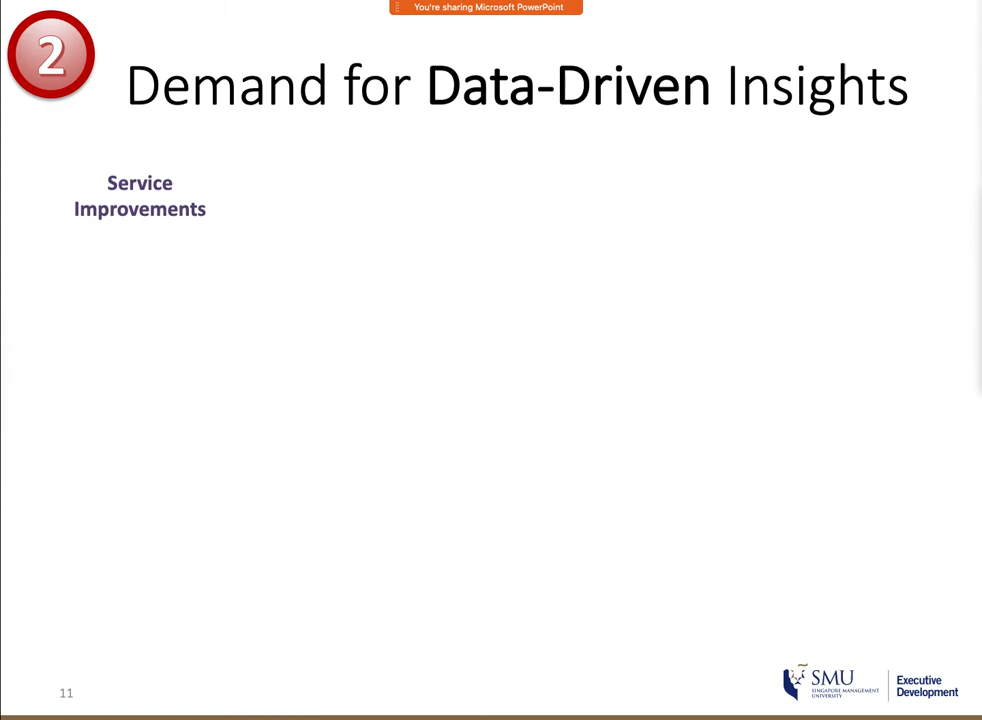 You're sharing Microsoft PowerPoint
2
Demand for Data-Driven Insights
Service
Improvements
11
SMU
SINGAPORE MANAGEMENT
UNIVERSITY
Executive
Development